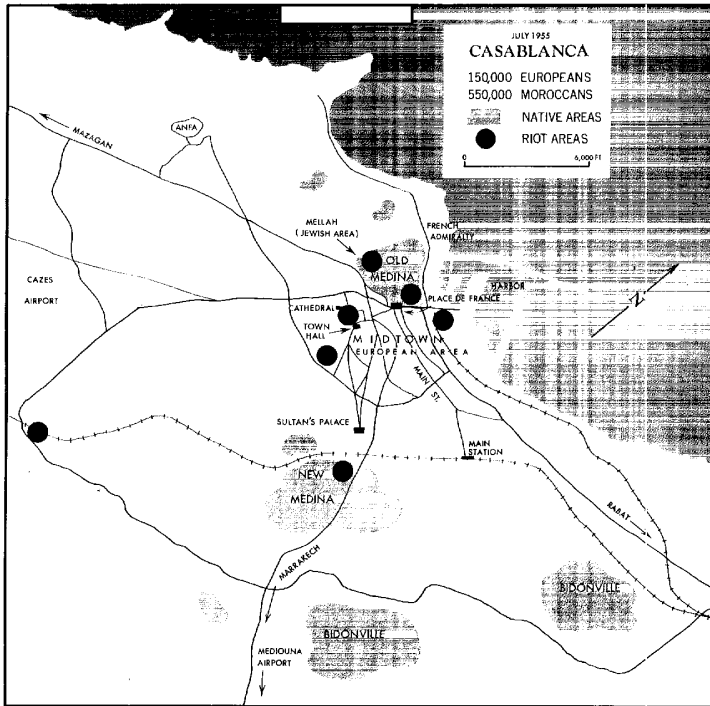 JULY 1955
CASABLANCA
150,000 EUROPEANS
550,000 MOROCCANS
NATIVE AREAS
RIOT AREAS
0 6,000 FT
ANFA
MAZAGAN
MELLAH
(JEWISH AREA)
FRENCH
ADMIRALTY
OLD
MEDINA
CAZES
AIRPORT
HARBOR
PLACE DE FRANCE
N
CATHEDRAL
TOWN
HALL
MIDTOWN
EUROPEAN AREA
MAIN ST.
SULTAN'S PALACE
MAIN
STATION
NEW
MEDINA
RABAT
MARRAKECH
BIDONVILLE
BIDONVILLE
MEDIOUNA
AIRPORT